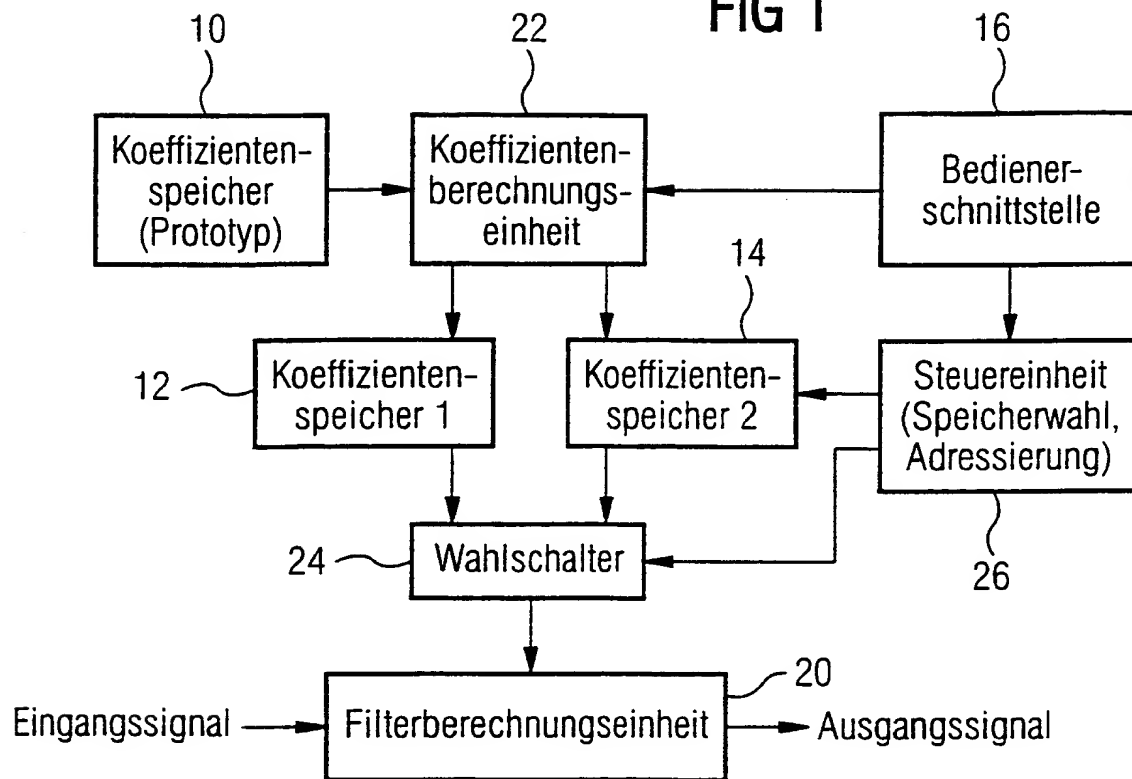 FIG 1
10
22
16
Koeffizienten-
speicher
(Prototyp)
Koeffizienten-
berechnungs-
einheit
Bediener-
schnittstelle
14
12
Koeffizienten-
speicher 1
Koeffizienten-
speicher 2
Steuereinheit
(Speicherwahl,
Adressierung)
24
Wahlschalter
26
20
Eingangssignal
Filterberechnungseinheit
Ausgangssignal